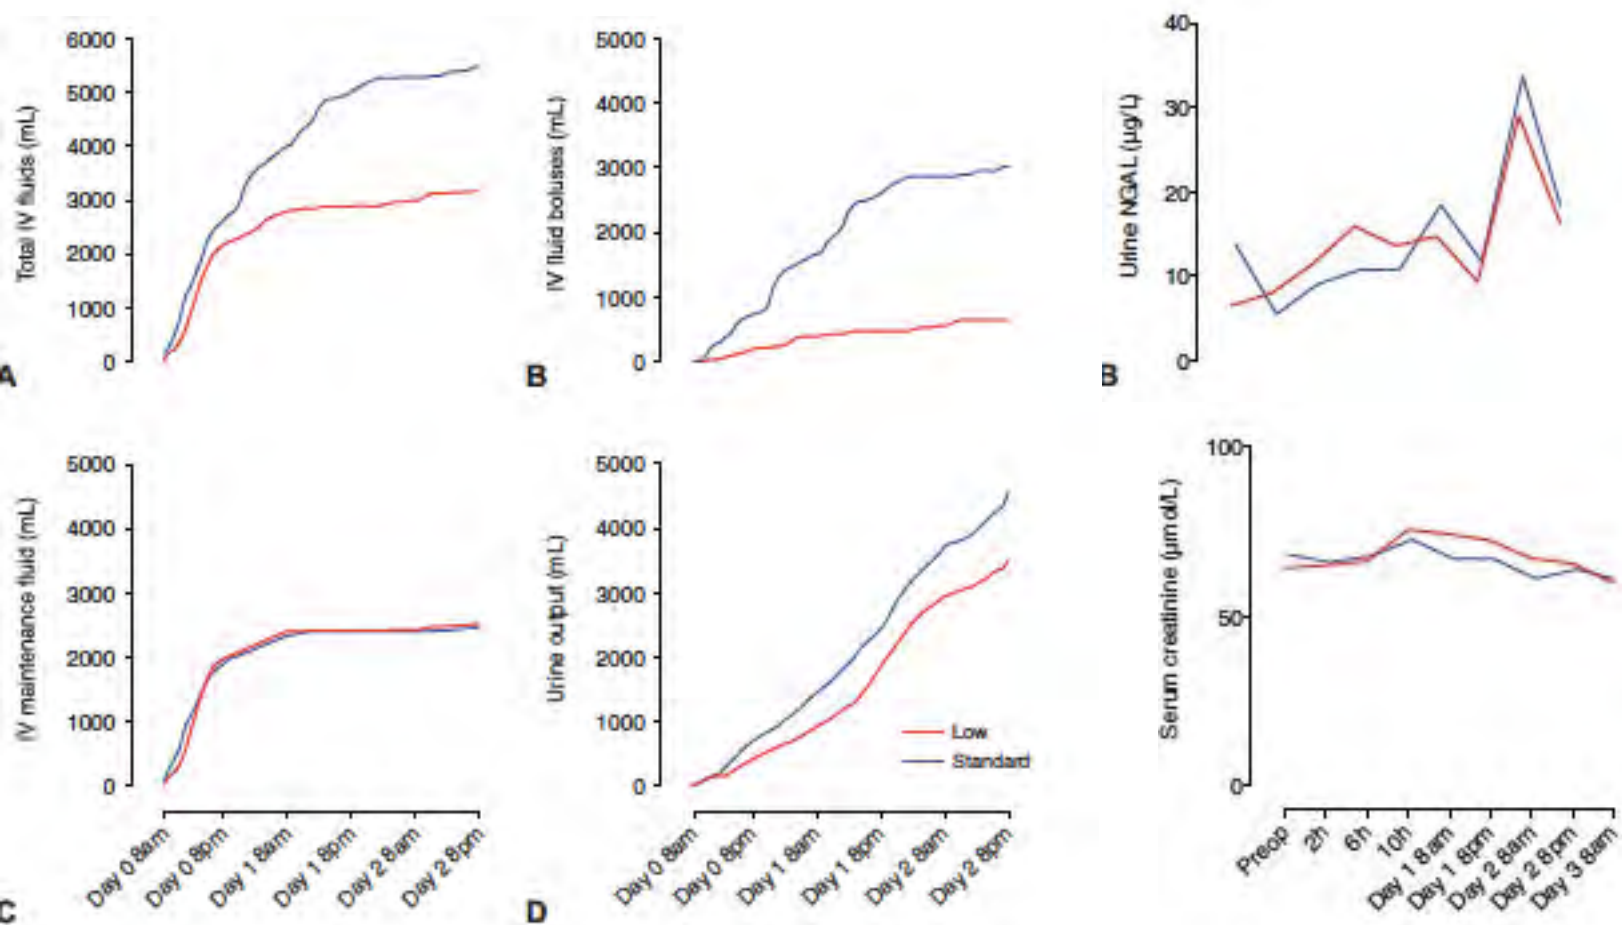 6000
5000
4000
3000
2000
1000
0
Total IV fluids (mL)
A
5000
4000
3000
2000
1000
0
IV fluid boluses (mL)
B
40
30
20
10
0
Urine NGAL (µg/L)
B
5000
4000
3000
2000
1000
0
IV maintenance fluid (mL)
Day 0 8am
Day 0 8pm
Day 1 8am
Day 1 8pm
Day 2 8am
Day 2 8pm
C
5000
4000
3000
2000
1000
0
Urine output (mL)
Low
Standard
Day 0 8am
Day 0 8pm
Day 1 8am
Day 1 8pm
Day 2 8am
Day 2 8pm
D
100
50
0
Serum creatinine (µmol/L)
Preop
2h
6h
10h
Day 1 8am
Day 1 8pm
Day 2 8am
Day 2 8pm
Day 3 8am